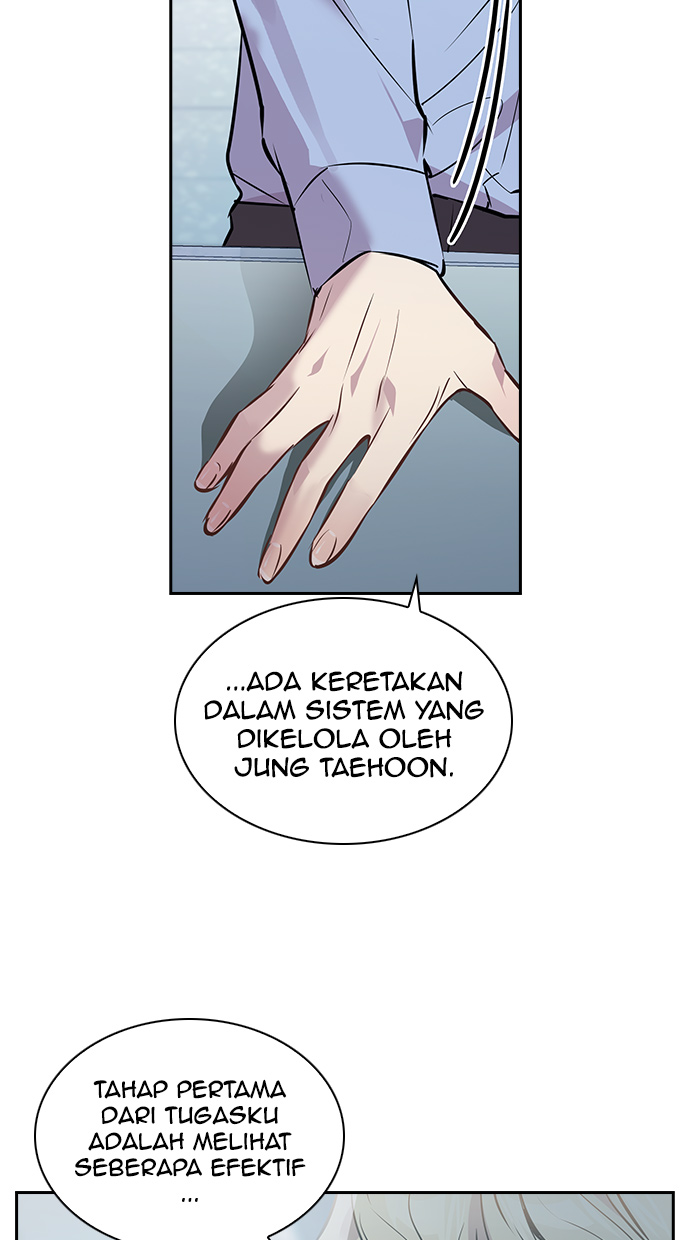 ...ADA KERETAKAN
DALAM SISTEM YANG
DIKELOLA OLEH
JUNG TAEHOON.
TAHAP PERTAMA
DARI TUGASKU
ADALAH MELIHAT
SEBERAPA EFEKTIF
...